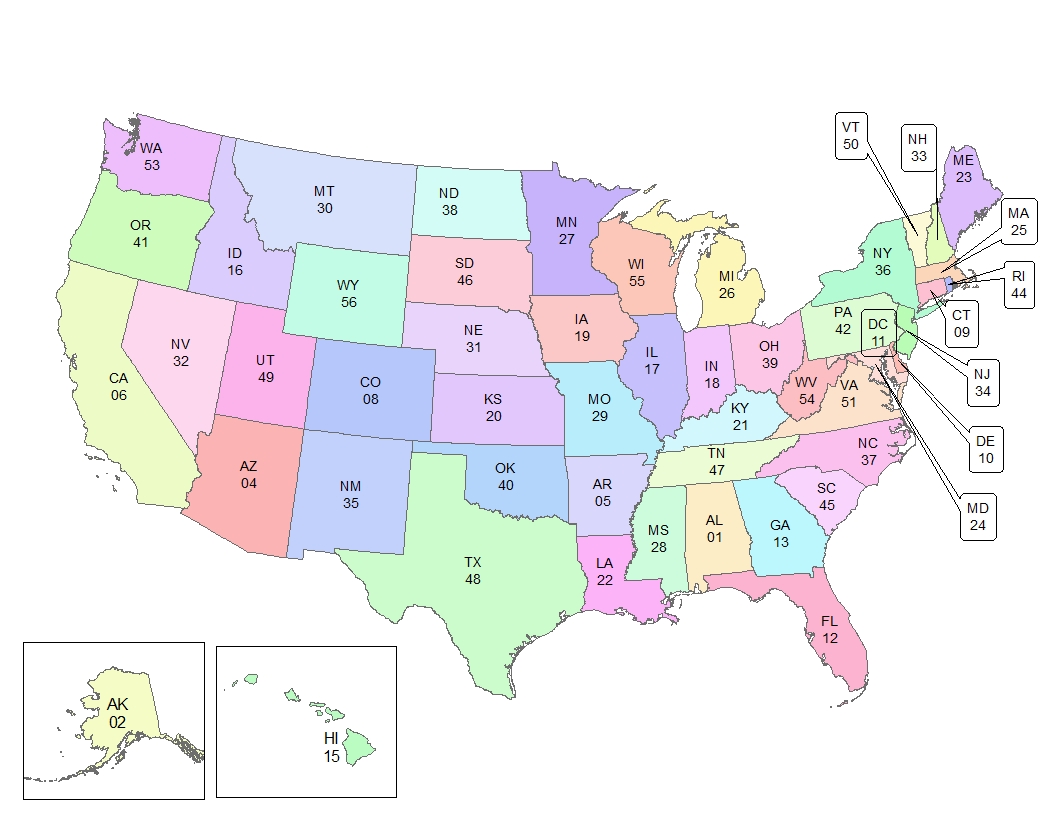 WA
53
OR
41
CA
06
NV
32
ID
16
MT
30
WY
56
UT
49
AZ
04
CO
08
NM
35
ND
38
SD
46
NE
31
KS
20
OK
40
TX
48
MN
27
IA
19
MO
29
AR
05
LA
22
WI
55
IL
17
MI
26
IN
18
OH
39
KY
21
TN
47
MS
28
AL
01
GA
13
FL
12
SC
45
NC
37
VA
51
WV
54
PA
42
DC
11
NY
36
VT
50
NH
33
ME
23
MA
25
RI
44
CT
09
NJ
34
DE
10
MD
24
AK
02
HI
15